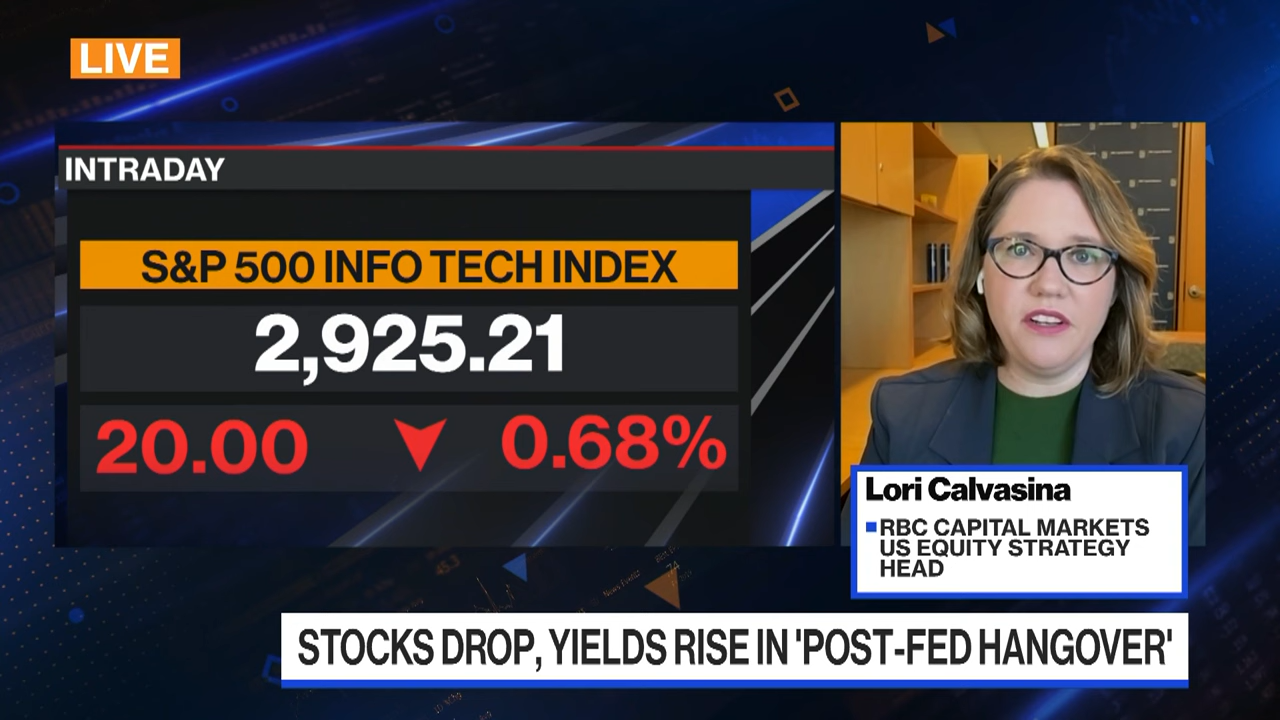 LIVE
INTRADAY
S&P 500 INFO TECH INDEX
2,925.21
20.00 0.68%
Lori Calvasina
RBC CAPITAL MARKETS
US EQUITY STRATEGY
HEAD
STOCKS DROP, YIELDS RISE IN 'POST-FED HANGOVER'